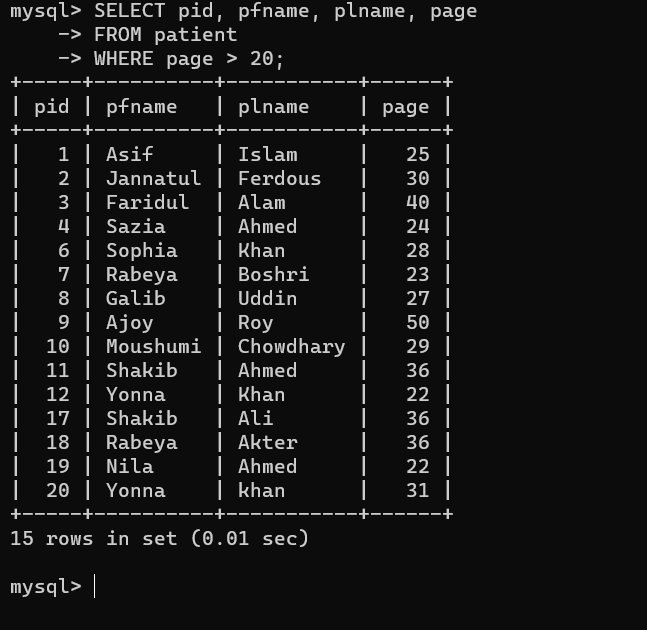 mysql> SELECT pid, pfname, plname, page
    -> FROM patient
    -> WHERE page > 20;
+-----+----------+-----------+------+
| pid | pfname   | plname    | page |
+-----+----------+-----------+------+
|   1 | Asif     | Islam     |   25 |
|   2 | Jannatul | Ferdous   |   30 |
|   3 | Faridul  | Alam      |   40 |
|   4 | Sazia    | Ahmed     |   24 |
|   6 | Sophia   | Khan      |   28 |
|   7 | Rabeya   | Boshri    |   23 |
|   8 | Galib    | Uddin     |   27 |
|   9 | Ajoy     | Roy       |   50 |
|  10 | Moushumi | Chowdhary |   29 |
|  11 | Shakib   | Ahmed     |   36 |
|  12 | Yonna    | Khan      |   22 |
|  17 | Shakib   | Ali       |   36 |
|  18 | Rabeya   | Akter     |   36 |
|  19 | Nila     | Ahmed     |   22 |
|  20 | Yonna    | khan      |   31 |
+-----+----------+-----------+------+
15 rows in set (0.01 sec)
mysql>